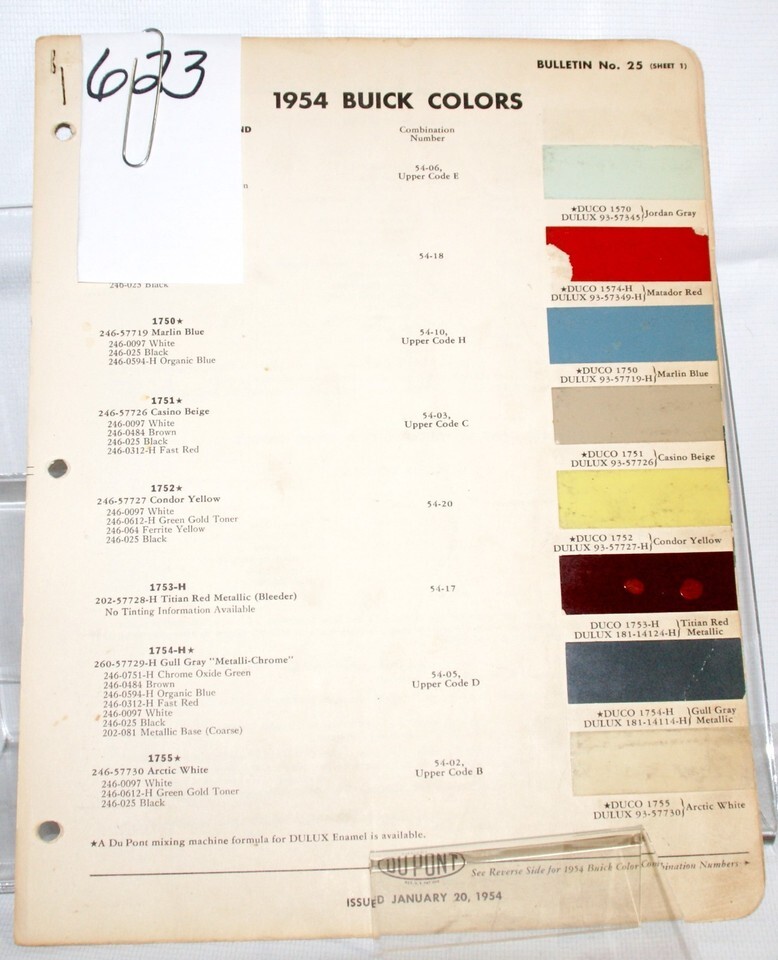 623
BULLETIN No. 25 (SHEET 1)
1954 BUICK COLORS
ND
Combination
Number
54-06,
Upper Code E
n
★DUCO 1570
DULUX 93-57345} Jordan Gray
54-18
246-025 Black
★DUCO 1574-H
DULUX 93-57349-H} Matador Red
1750★
246-57719 Marlin Blue
246-0097 White
246-025 Black
246-0594-H Organic Blue
54-10,
Upper Code H
★DUCO 1750
DULUX 93-57719-H} Marlin Blue
1751★
246-57726 Casino Beige
246-0097 White
246-0484 Brown
246-025 Black
246-0312-H Fast Red
54-03,
Upper Code C
★DUCO 1751
DULUX 93-57726} Casino Beige
1752★
246-57727 Condor Yellow
246-0097 White
246-0612-H Green Gold Toner
246-064 Ferrite Yellow
246-025 Black
54-20
★DUCO 1752
DULUX 93-57727-H} Condor Yellow
1753-H
202-57728-H Titian Red Metallic (Bleeder)
No Tinting Information Available
54-17
DUCO 1753-H
DULUX 181-14124-H} Titian Red Metallic
1754-H★
260-57729-H Gull Gray "Metalli-Chrome"
246-0751-H Chrome Oxide Green
246-0484 Brown
246-0594-H Organic Blue
246-0312-H Fast Red
246-0097 White
246-025 Black
202-081 Metallic Base (Coarse)
54-05,
Upper Code D
★DUCO 1754-H
DULUX 181-14114-H} Gull Gray Metallic
1755★
246-57730 Arctic White
246-0097 White
246-0612-H Green Gold Toner
246-025 Black
54-02,
Upper Code B
★DUCO 1755
DULUX 93-57730} Arctic White
★A Du Pont mixing machine formula for DULUX Enamel is available.
DU PONT
See Reverse Side for 1954 Buick Color Combination Numbers
ISSUED JANUARY 20, 1954